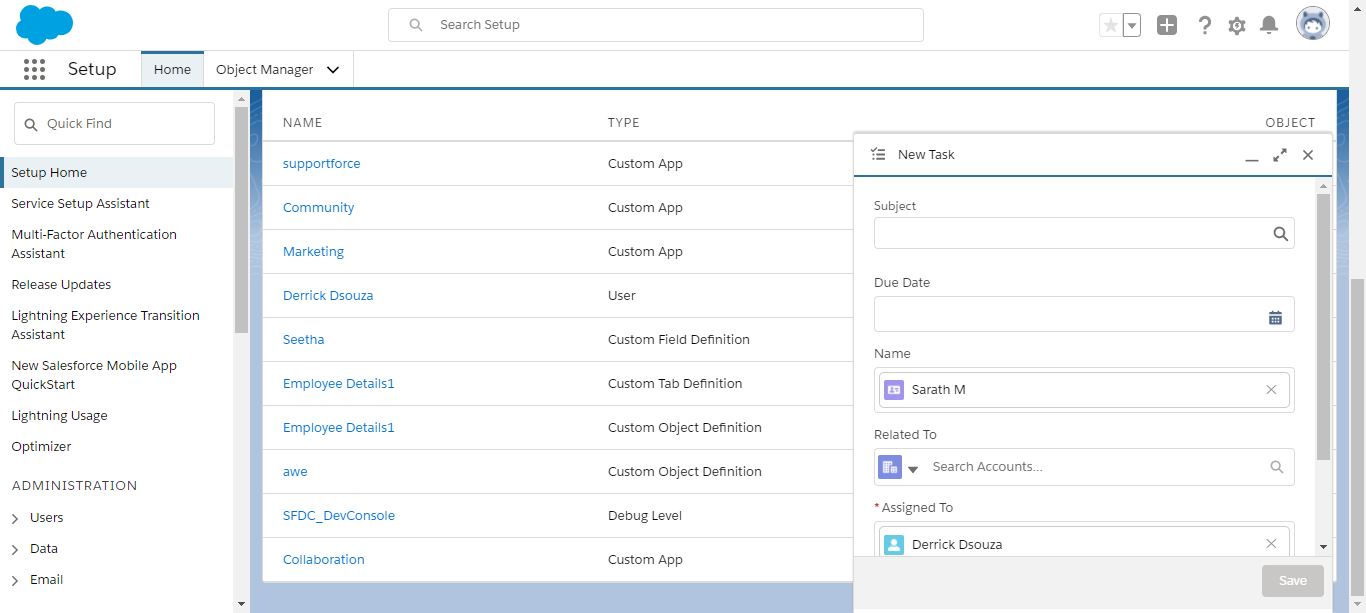 Search Setup
Setup
Home
Object Manager
Quick Find
Setup Home
Service Setup Assistant
Multi-Factor Authentication
Assistant
Release Updates
Lightning Experience Transition
Assistant
New Salesforce Mobile App
QuickStart
Lightning Usage
Optimizer
ADMINISTRATION
Users
Data
Email
NAME TYPE OBJECT
supportforce Custom App
Community Custom App
Marketing Custom App
Derrick Dsouza User
Seetha Custom Field Definition
Employee Details1 Custom Tab Definition
Employee Details1 Custom Object Definition
awe Custom Object Definition
SFDC_DevConsole Debug Level
Collaboration Custom App
New Task
Subject
Due Date
Name
Sarath M
Related To
Search Accounts...
* Assigned To
Derrick Dsouza
Save